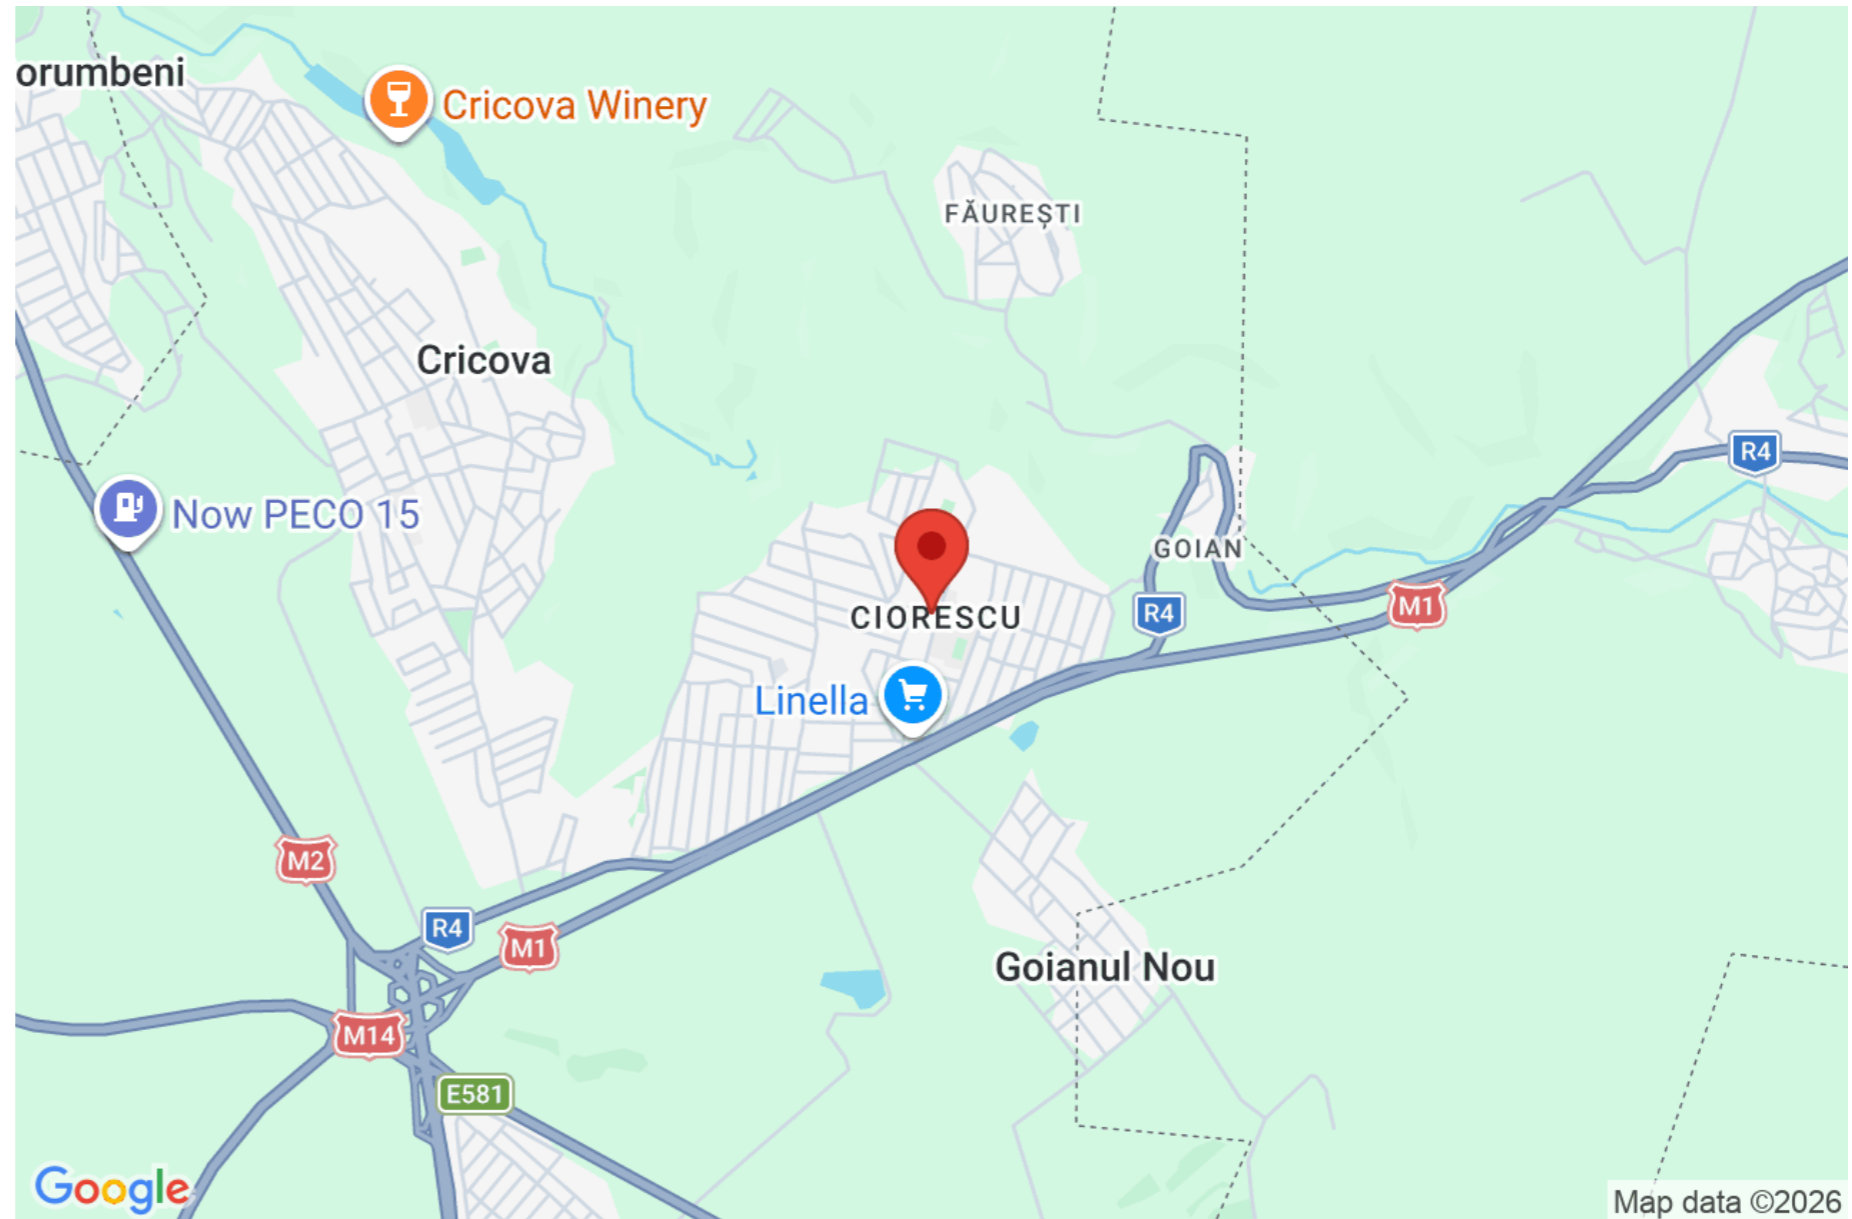 orumbeni
Cricova Winery
FĂUREȘTI
Cricova
R4
Now PECO 15
GOIAN
CIORESCU
R4
M1
Linella
M2
R4
M1
Goianul Nou
M14
E581
Google
Map data ©2026